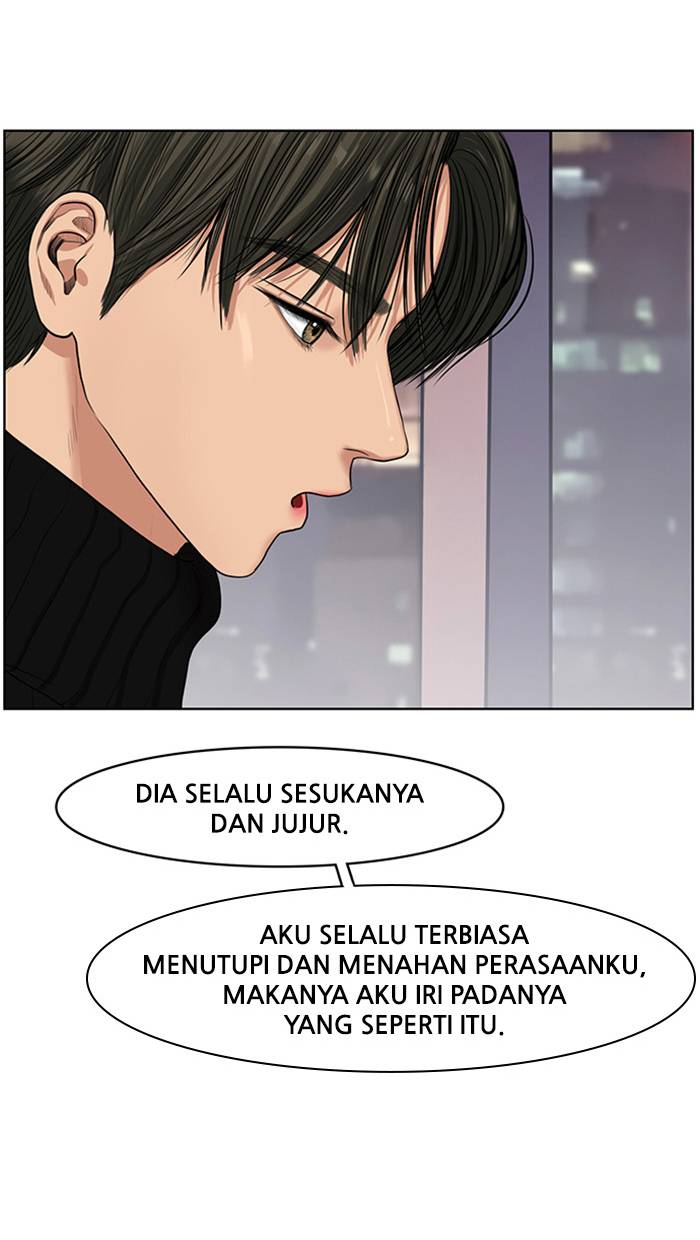 DIA SELALU SESUKANYA
DAN JUJUR.
AKU SELALU TERBIASA
MENUTUPI DAN MENAHAN PERASAANKU,
MAKANYA AKU IRI PADANYA
YANG SEPERTI ITU.